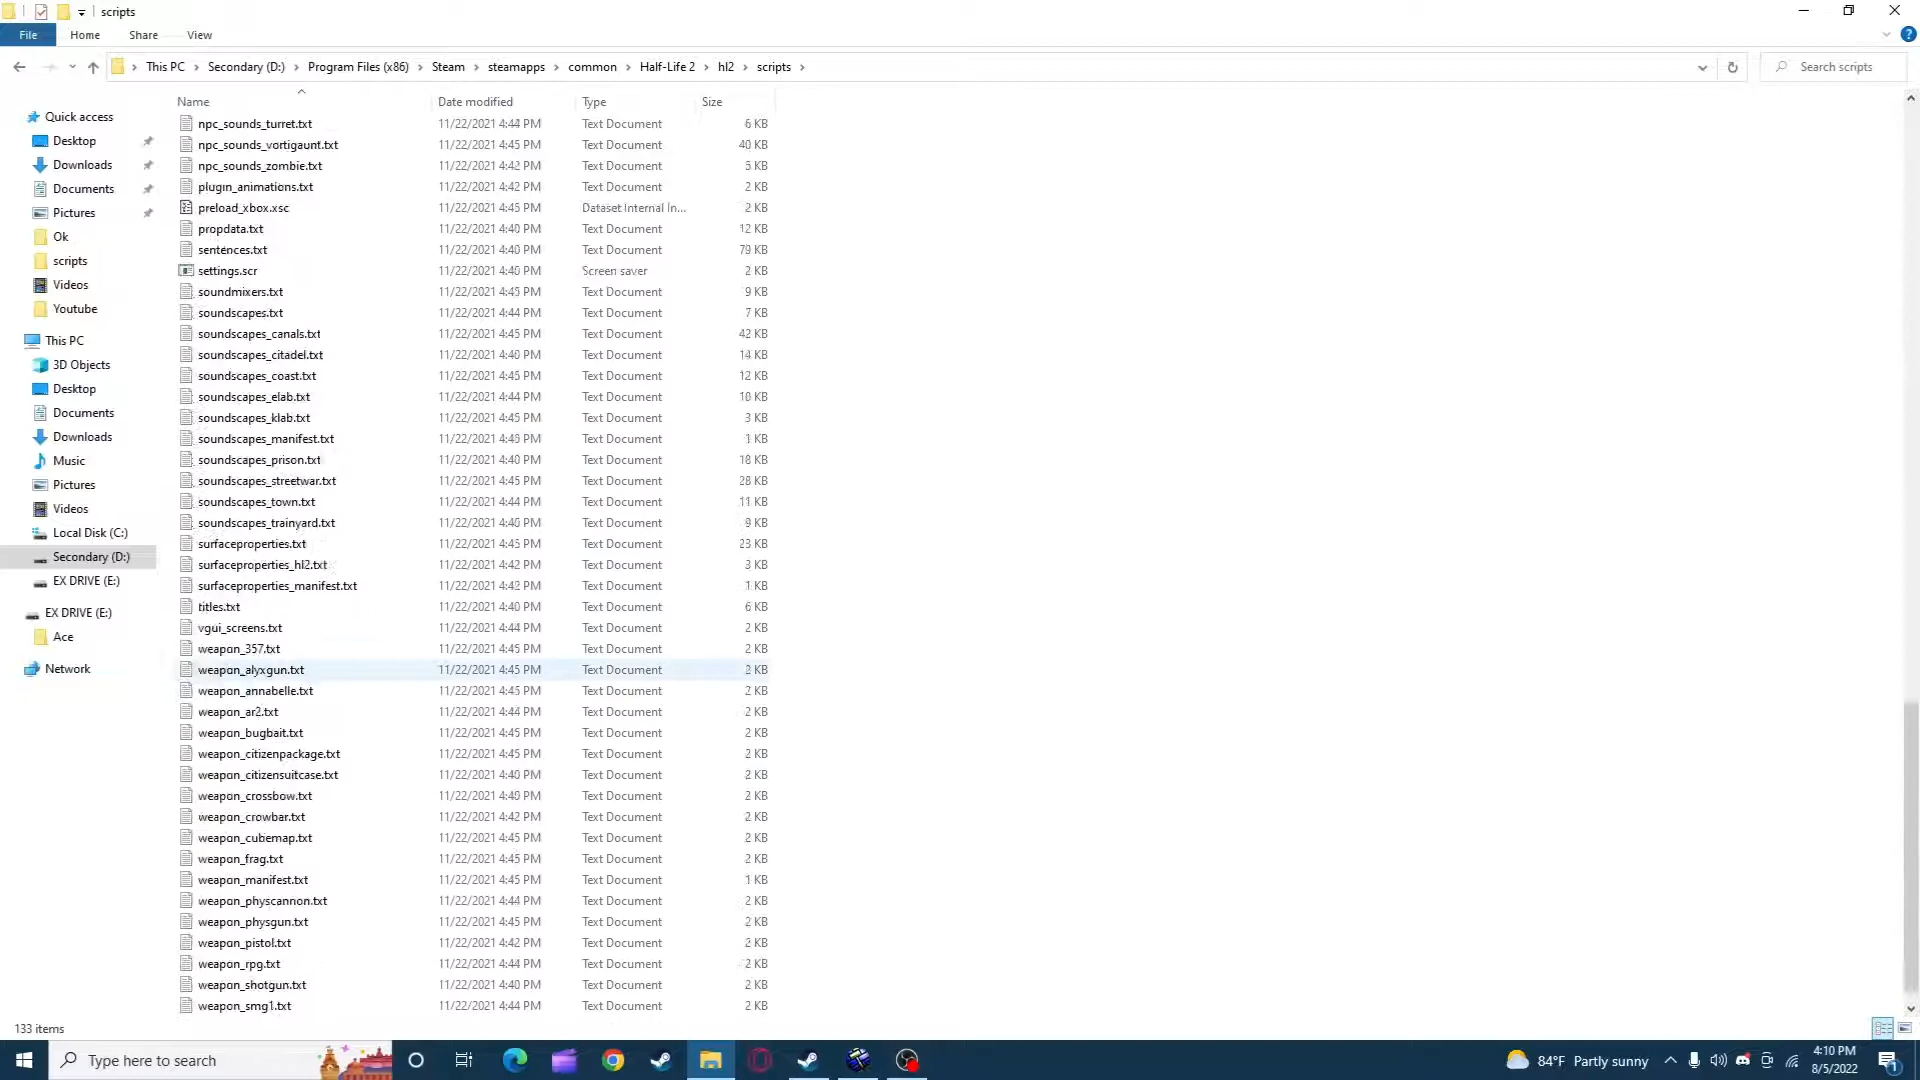 scripts
File Home Share View
This PC Secondary (D:) Program Files (x86) Steam steamapps common Half-Life 2 hl2 scripts
Search scripts
Name Date modified Type Size
Quick access
Desktop
Downloads
Documents
Pictures
Ok
scripts
Videos
Youtube
This PC
3D Objects
Desktop
Documents
Downloads
Music
Pictures
Videos
Local Disk (C:)
Secondary (D:)
EX DRIVE (E:)
EX DRIVE (E:)
Ace
Network
npc_sounds_turret.txt 11/22/2021 4:44 PM Text Document 6 KB
npc_sounds_vortigaunt.txt 11/22/2021 4:45 PM Text Document 40 KB
npc_sounds_zombie.txt 11/22/2021 4:42 PM Text Document 5 KB
plugin_animations.txt 11/22/2021 4:42 PM Text Document 2 KB
preload_xbox.xsc 11/22/2021 4:45 PM Dataset Internal In... 2 KB
propdata.txt 11/22/2021 4:40 PM Text Document 12 KB
sentences.txt 11/22/2021 4:40 PM Text Document 79 KB
settings.scr 11/22/2021 4:40 PM Screen saver 2 KB
soundmixers.txt 11/22/2021 4:45 PM Text Document 9 KB
soundscapes.txt 11/22/2021 4:44 PM Text Document 7 KB
soundscapes_canals.txt 11/22/2021 4:45 PM Text Document 42 KB
soundscapes_citadel.txt 11/22/2021 4:40 PM Text Document 14 KB
soundscapes_coast.txt 11/22/2021 4:45 PM Text Document 12 KB
soundscapes_elab.txt 11/22/2021 4:44 PM Text Document 10 KB
soundscapes_klab.txt 11/22/2021 4:45 PM Text Document 3 KB
soundscapes_manifest.txt 11/22/2021 PM Text Document 1 KB
soundscapes_prison.txt 11/22/2021 4:40 PM Text Document 18 KB
soundscapes_streetwar.txt 11/22/2021 4:45 PM Text Document 28 KB
soundscapes_town.txt 11/22/2021 4:44 PM Text Document 11 KB
soundscapes_trainyard.txt 11/22/2021 4:40 PM Text Document 9 KB
surfaceproperties.txt 11/22/2021 4:45 PM Text Document 23 KB
surfaceproperties_hl2.txt 11/22/2021 4:42 PM Text Document 3 KB
surfaceproperties_manifest.txt 11/22/2021 4:42 PM Text Document 1 KB
titles.txt 11/22/2021 4:40 PM Text Document 6 KB
vgui_screens.txt 11/22/2021 4:44 PM Text Document 2 KB
weapon_357.txt 11/22/2021 4:45 PM Text Document 2 KB
weapon_alyxgun.txt 11/22/2021 4:45 PM Text Document 2 KB
weapon_annabelle.txt 11/22/2021 4:45 PM Text Document 2 KB
weapon_ar2.txt 11/22/2021 4:44 PM Text Document 2 KB
weapon_bugbait.txt 11/22/2021 4:45 PM Text Document 2 KB
weapon_citizenpackage.txt 11/22/2021 4:45 PM Text Document 2 KB
weapon_citizensuitcase.txt 11/22/2021 4:40 PM Text Document 2 KB
weapon_crossbow.txt 11/22/2021 4:40 PM Text Document 2 KB
weapon_crowbar.txt 11/22/2021 4:42 PM Text Document 2 KB
weapon_cubemap.txt 11/22/2021 4:45 PM Text Document 2 KB
weapon_frag.txt 11/22/2021 4:45 PM Text Document 2 KB
weapon_manifest.txt 11/22/2021 4:45 PM Text Document 1 KB
weapon_physcannon.txt 11/22/2021 4:44 PM Text Document 2 KB
weapon_physgun.txt 11/22/2021 4:45 PM Text Document 2 KB
weapon_pistol.txt 11/22/2021 4:42 PM Text Document 2 KB
weapon_rpg.txt 11/22/2021 4:44 PM Text Document 2 KB
weapon_shotgun.txt 11/22/2021 4:40 PM Text Document 2 KB
weapon_smg1.txt 11/22/2021 4:44 PM Text Document 2 KB
133 items
Type here to search
84°F Partly sunny
4:10 PM
8/5/2022
1